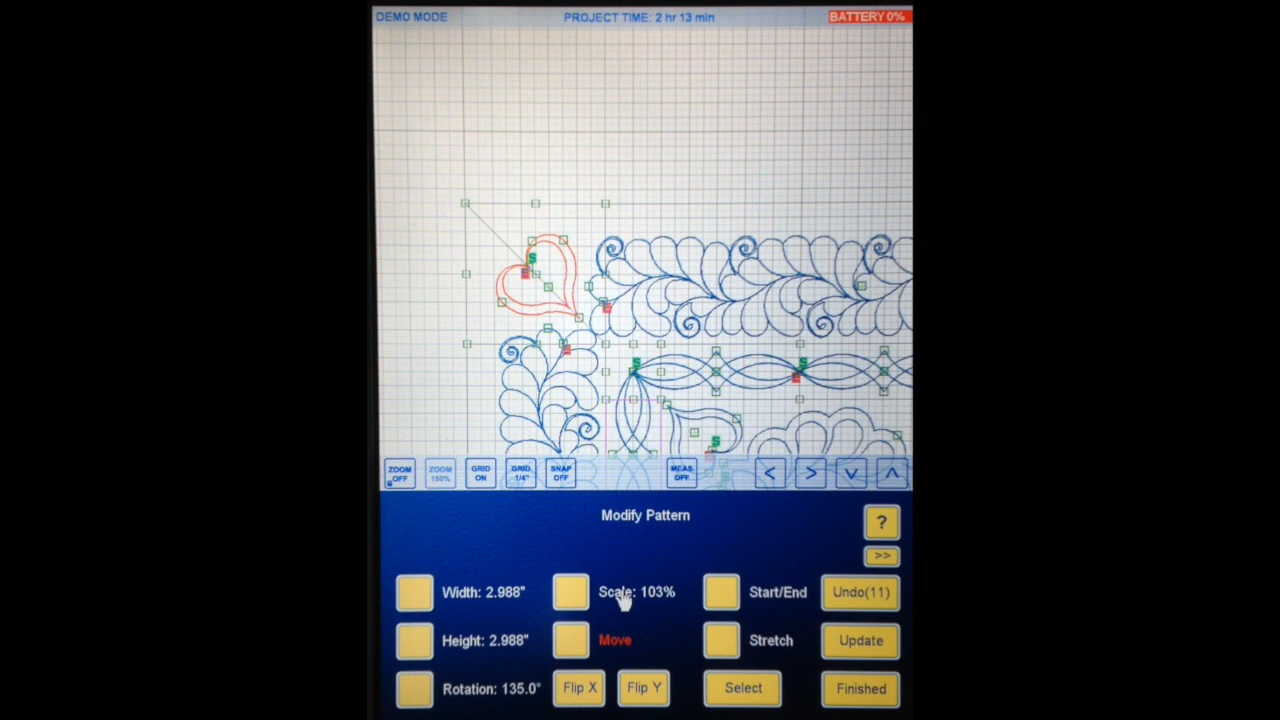 DEMO MODE PROJECT TIME: 2 hr 13 min BATTERY 0%
S
E
E
E
S
S
E
S
ZOOM OFF ZOOM 150% GRID ON GRID 1/4" SNAP OFF MEAS. OFF < > ∨ ∧
Modify Pattern
?
>>
Width: 2.988" Scale: 103% Start/End Undo(11)
Height: 2.988" Move Stretch Update
Rotation: 135.0° Flip X Flip Y Select Finished